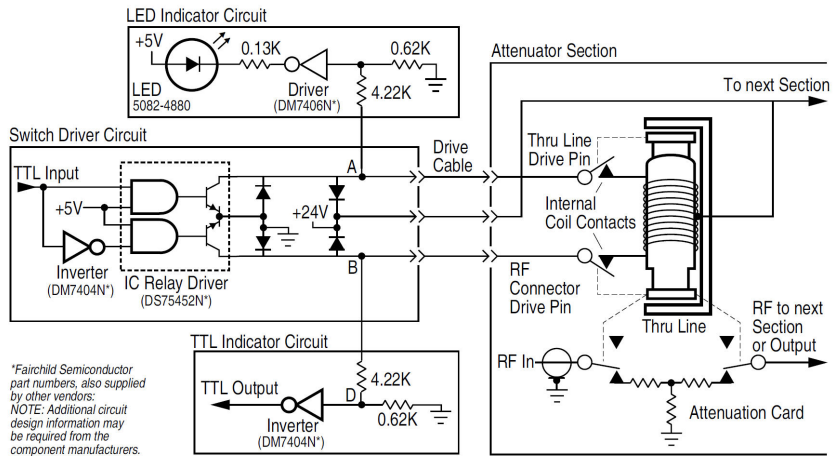 LED Indicator Circuit
+5V
0.13K
0.62K
LED
5082-4880
Driver
(DM7406N*)
4.22K
Attenuator Section
To next Section
Switch Driver Circuit
Drive
Cable
Thru Line
Drive Pin
TTL Input
A
+5V
+24V
Internal
Coil Contacts
Inverter
(DM7404N*)
IC Relay Driver
(DS75452N*)
B
RF
Connector
Drive Pin
Thru Line
RF to next
Section
or Output
TTL Indicator Circuit
RF In
*Fairchild Semiconductor
part numbers, also supplied
by other vendors:
NOTE: Additional circuit
design information may
be required from the
component manufacturers.
TTL Output
D
4.22K
0.62K
Inverter
(DM7404N*)
Attenuation Card